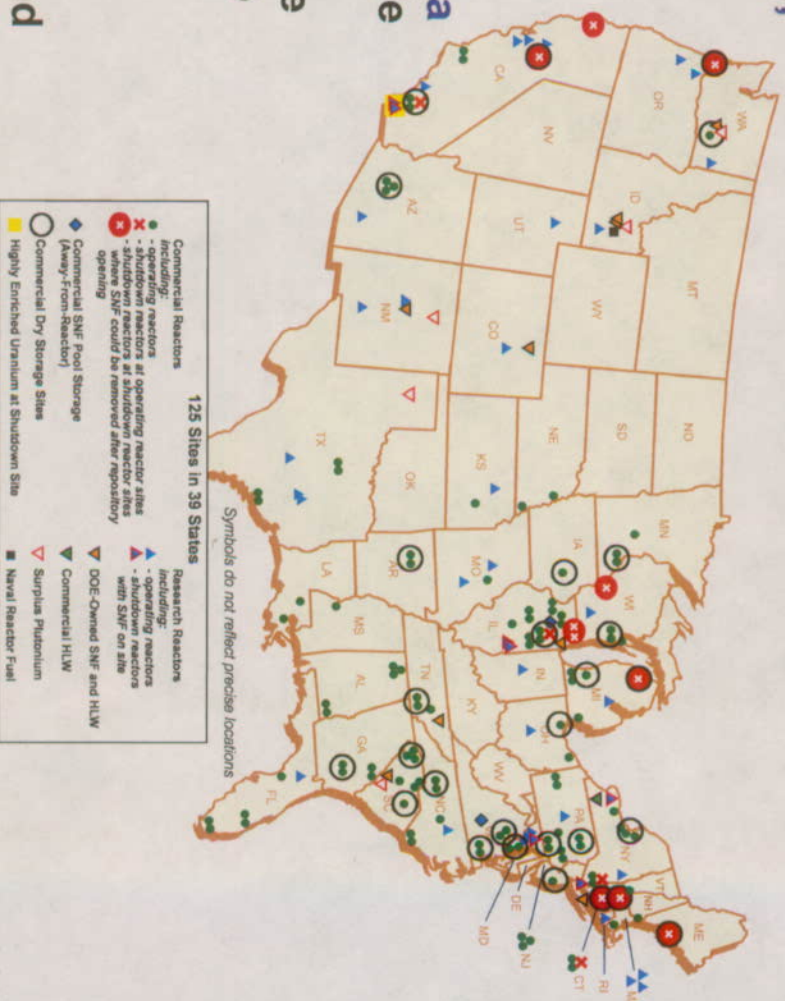 y
a
e
e
d
WA
OR
CA
NV
ID
MT
WY
UT
AZ
CO
NM
ND
SD
NE
KS
OK
TX
MN
IA
MO
AR
LA
WI
IL
MI
IN
OH
KY
TN
MS
AL
GA
FL
SC
NC
WV
PA
NY
VT
NH
ME
M
RI
CT
NJ
DE
MD
Symbols do not reflect precise locations
125 Sites in 39 States
Commercial Reactors
including:
- operating reactors
- shutdown reactors at operating reactor sites
- shutdown reactors at shutdown reactor sites
where SNF could be removed after repository
opening
Commercial SNF Pool Storage
(Away-From-Reactor)
Commercial Dry Storage Sites
Highly Enriched Uranium at Shutdown Site
Research Reactors
including:
- operating reactors
- shutdown reactors
with SNF on site
DOE-Owned SNF and HLW
Commercial HLW
Surplus Plutonium
Naval Reactor Fuel